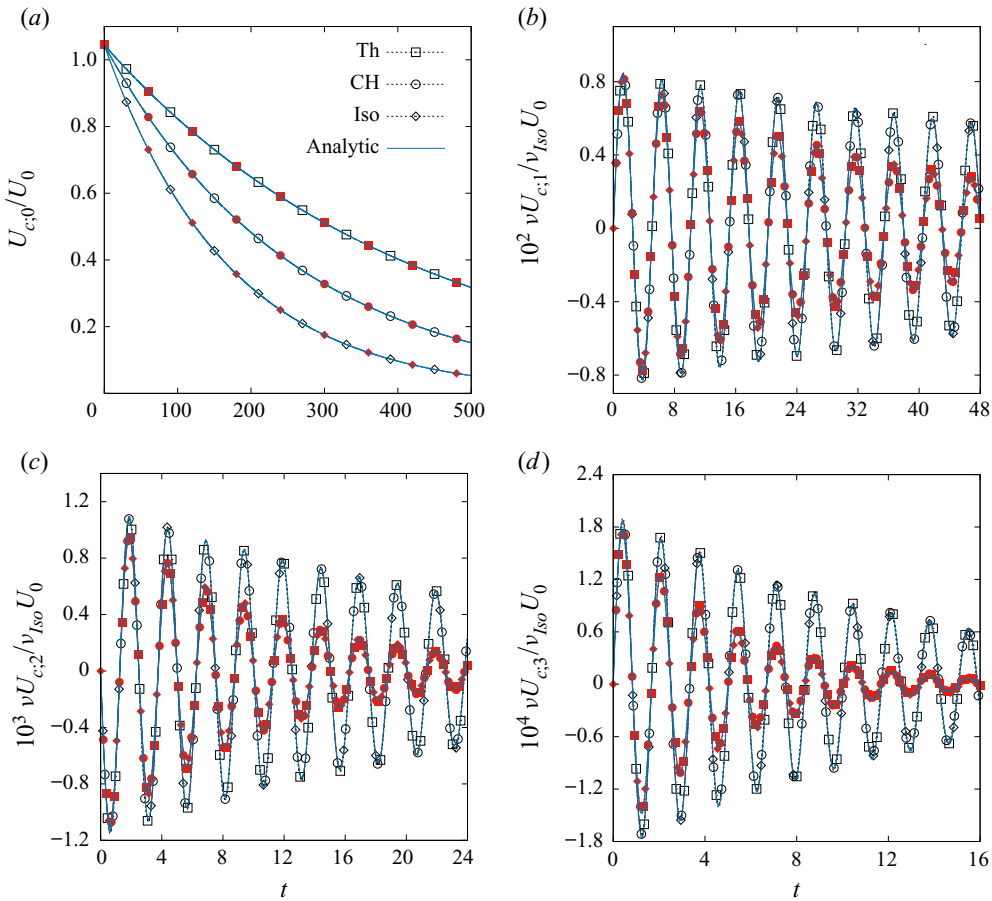 (a)
U_{c;0}/U_0
1.0
0.8
0.6
0.4
0.2
0 100 200 300 400 500
Th
CH
Iso
Analytic
(b)
10^2 νU_{c;1}/ν_{Iso}U_0
0.8
0.4
0
−0.4
−0.8
0 8 16 24 32 40 48
(c)
10^3 νU_{c;2}/ν_{Iso}U_0
1.2
0.8
0.4
0
−0.4
−0.8
−1.2
0 4 8 12 16 20 24
t
(d)
10^4 νU_{c;3}/ν_{Iso}U_0
2.4
1.8
1.2
0.6
0
−0.6
−1.2
−1.8
0 4 8 12 16
t